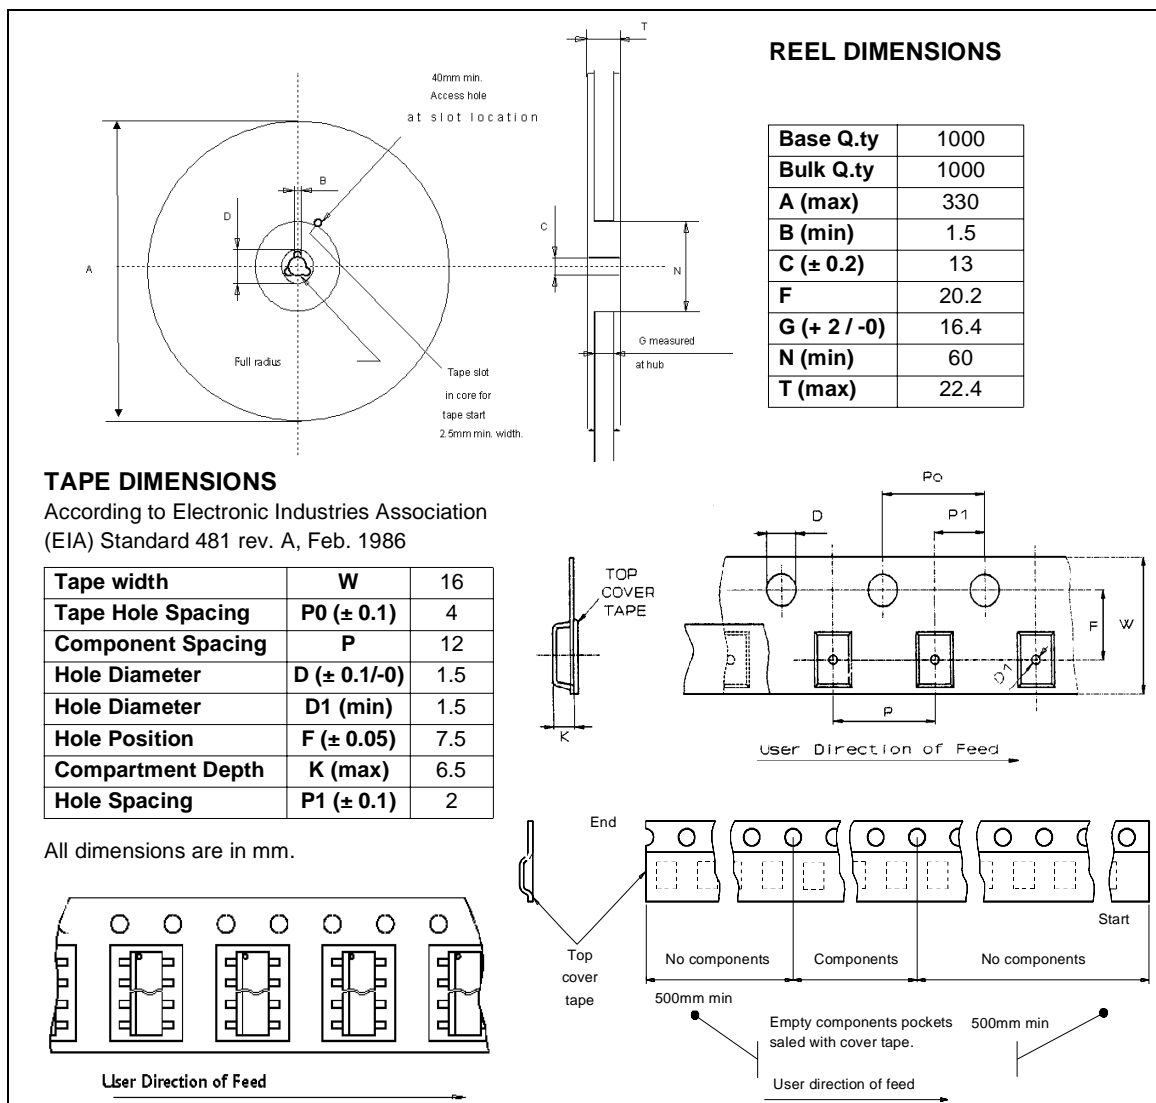 T
REEL DIMENSIONS
40mm min.
Access hole
at slot location
B
D
A
C
N
Full radius
Tape slot
in core for
tape start
2.5mm min. width.
G measured
at hub
Base Q.ty 1000
Bulk Q.ty 1000
A (max) 330
B (min) 1.5
C (± 0.2) 13
F 20.2
G (+ 2 / -0) 16.4
N (min) 60
T (max) 22.4
TAPE DIMENSIONS
According to Electronic Industries Association
(EIA) Standard 481 rev. A, Feb. 1986
Tape width W 16
Tape Hole Spacing P0 (± 0.1) 4
Component Spacing P 12
Hole Diameter D (± 0.1/-0) 1.5
Hole Diameter D1 (min) 1.5
Hole Position F (± 0.05) 7.5
Compartment Depth K (max) 6.5
Hole Spacing P1 (± 0.1) 2
All dimensions are in mm.
Po
D
P1
TOP
COVER
TAPE
F
W
D1
P
K
User Direction of Feed
End
Start
Top
cover
tape
No components
Components
No components
500mm min
Empty components pockets
saled with cover tape.
500mm min
User direction of feed
User Direction of Feed